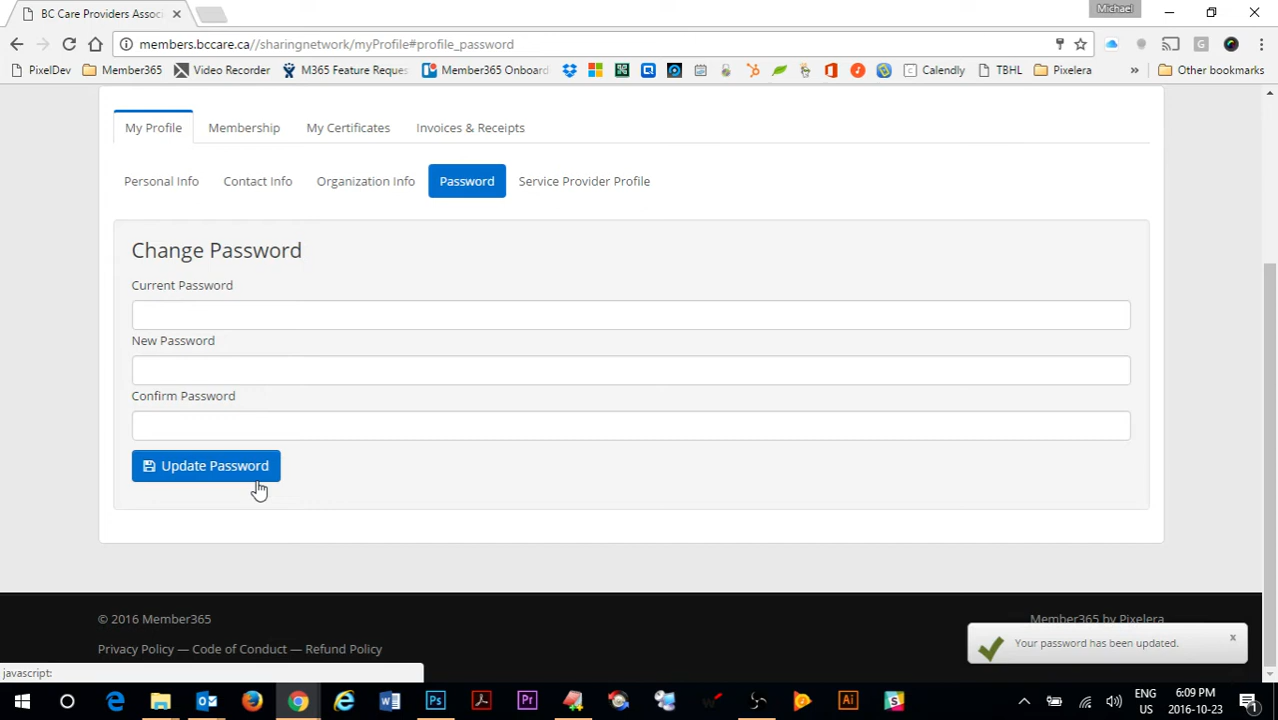 BC Care Providers Assoc
Michael
members.bccare.ca//sharingnetwork/myProfile#profile_password
PixelDev
Member365
Video Recorder
M365 Feature Reques
Member365 Onboard
Calendly
TBHL
Pixelera
Other bookmarks
My Profile
Membership
My Certificates
Invoices & Receipts
Personal Info
Contact Info
Organization Info
Password
Service Provider Profile
Change Password
Current Password
New Password
Confirm Password
Update Password
© 2016 Member365
Member365 by Pixelera
Privacy Policy — Code of Conduct — Refund Policy
Your password has been updated.
x
javascript:
ENG
US
6:09 PM
2016-10-23